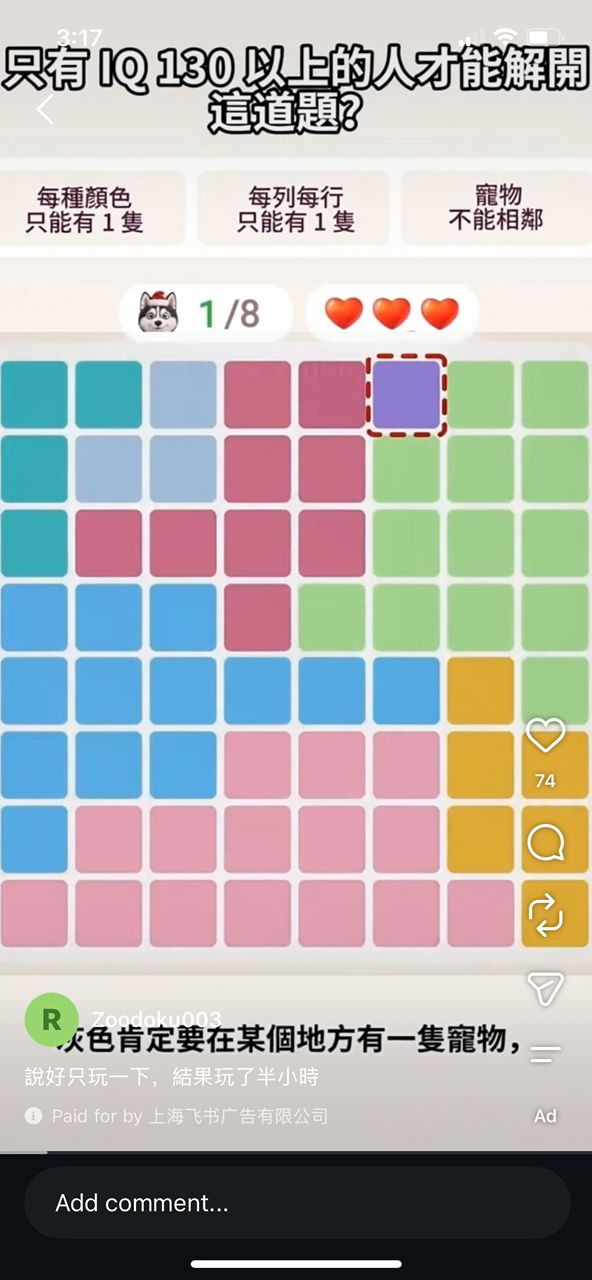 3:17
只有 IQ 130 以上的人才能解開
這道題?
每種顏色
只能有 1 隻
每列每行
只能有 1 隻
寵物
不能相鄰
1/8
74
R
Zoodoku003
灰色肯定要在某個地方有一隻寵物，
說好只玩一下，結果玩了半小時
Paid for by 上海飞书广告有限公司
Ad
Add comment...